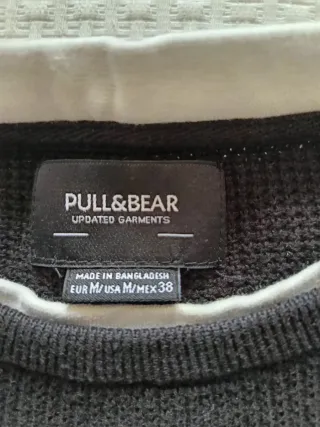 PULL&BEAR
UPDATED GARMENTS
MADE IN BANGLADESH
EUR M/USA M/MEX 38